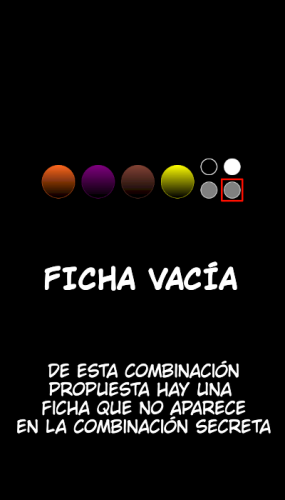 FICHA VACÍA
DE ESTA COMBINACIÓN
PROPUESTA HAY UNA
FICHA QUE NO APARECE
EN LA COMBINACIÓN SECRETA